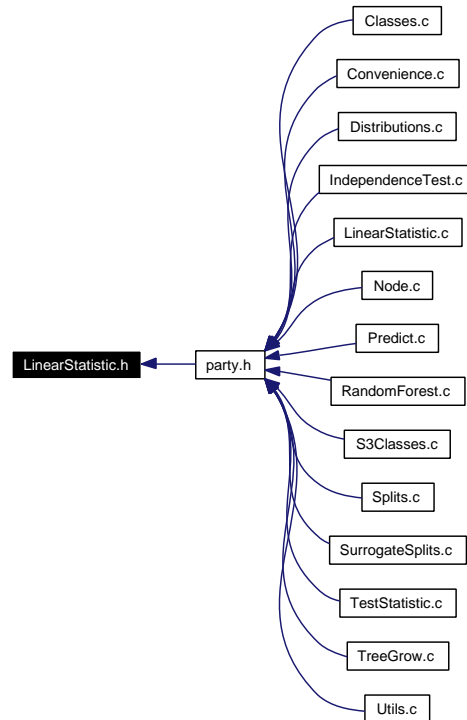 Classes.c
Convenience.c
Distributions.c
IndependenceTest.c
LinearStatistic.c
Node.c
Predict.c
LinearStatistic.h
party.h
RandomForest.c
S3Classes.c
Splits.c
SurrogateSplits.c
TestStatistic.c
TreeGrow.c
Utils.c